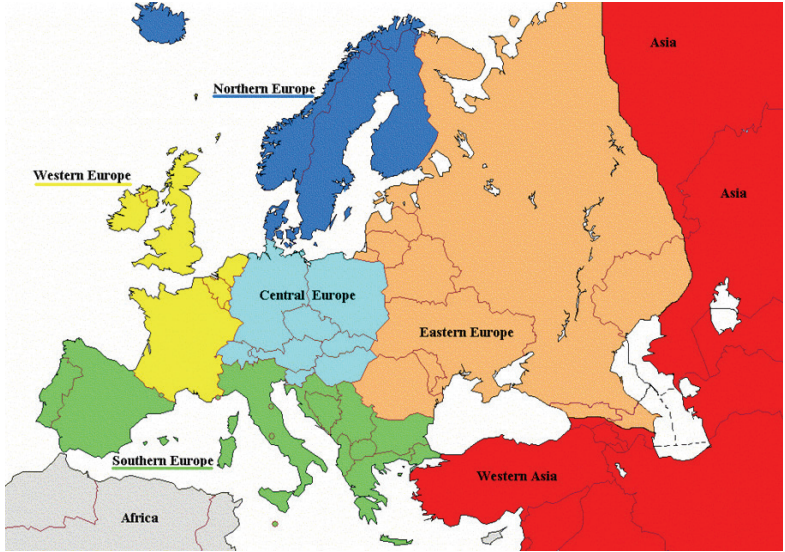 Asia
Northern Europe
Western Europe
Asia
Central Europe
Eastern Europe
Southern Europe
Western Asia
Africa